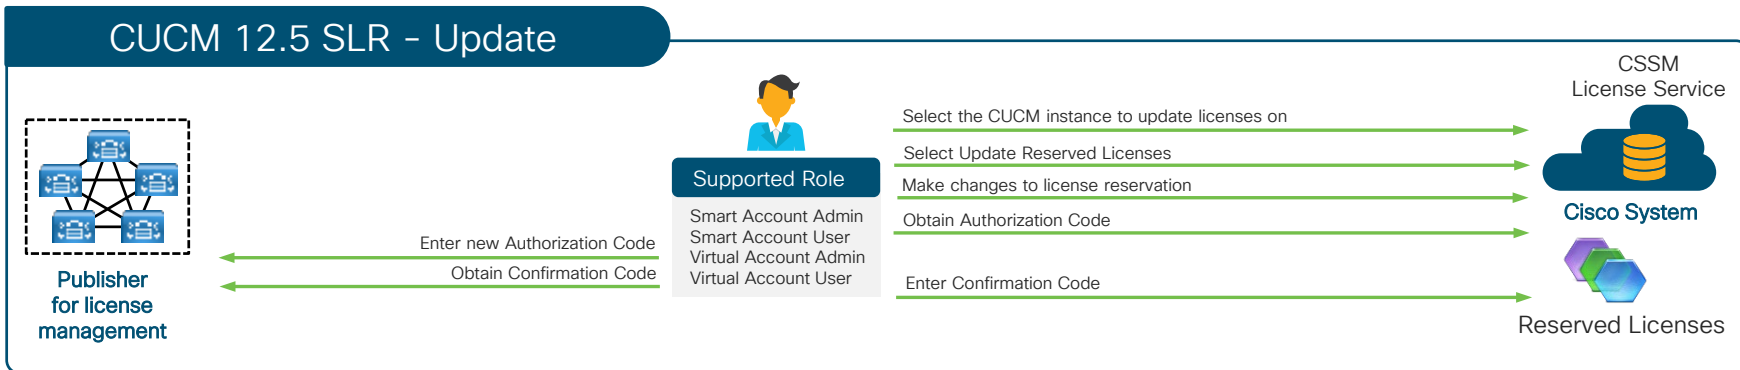 CUCM 12.5 SLR - Update
CSSM
License Service
Select the CUCM instance to update licenses on
Select Update Reserved Licenses
Supported Role
Make changes to license reservation
Cisco System
Smart Account Admin
Smart Account User
Virtual Account Admin
Virtual Account User
Obtain Authorization Code
Enter new Authorization Code
Obtain Confirmation Code
Enter Confirmation Code
Publisher
for license
management
Reserved Licenses